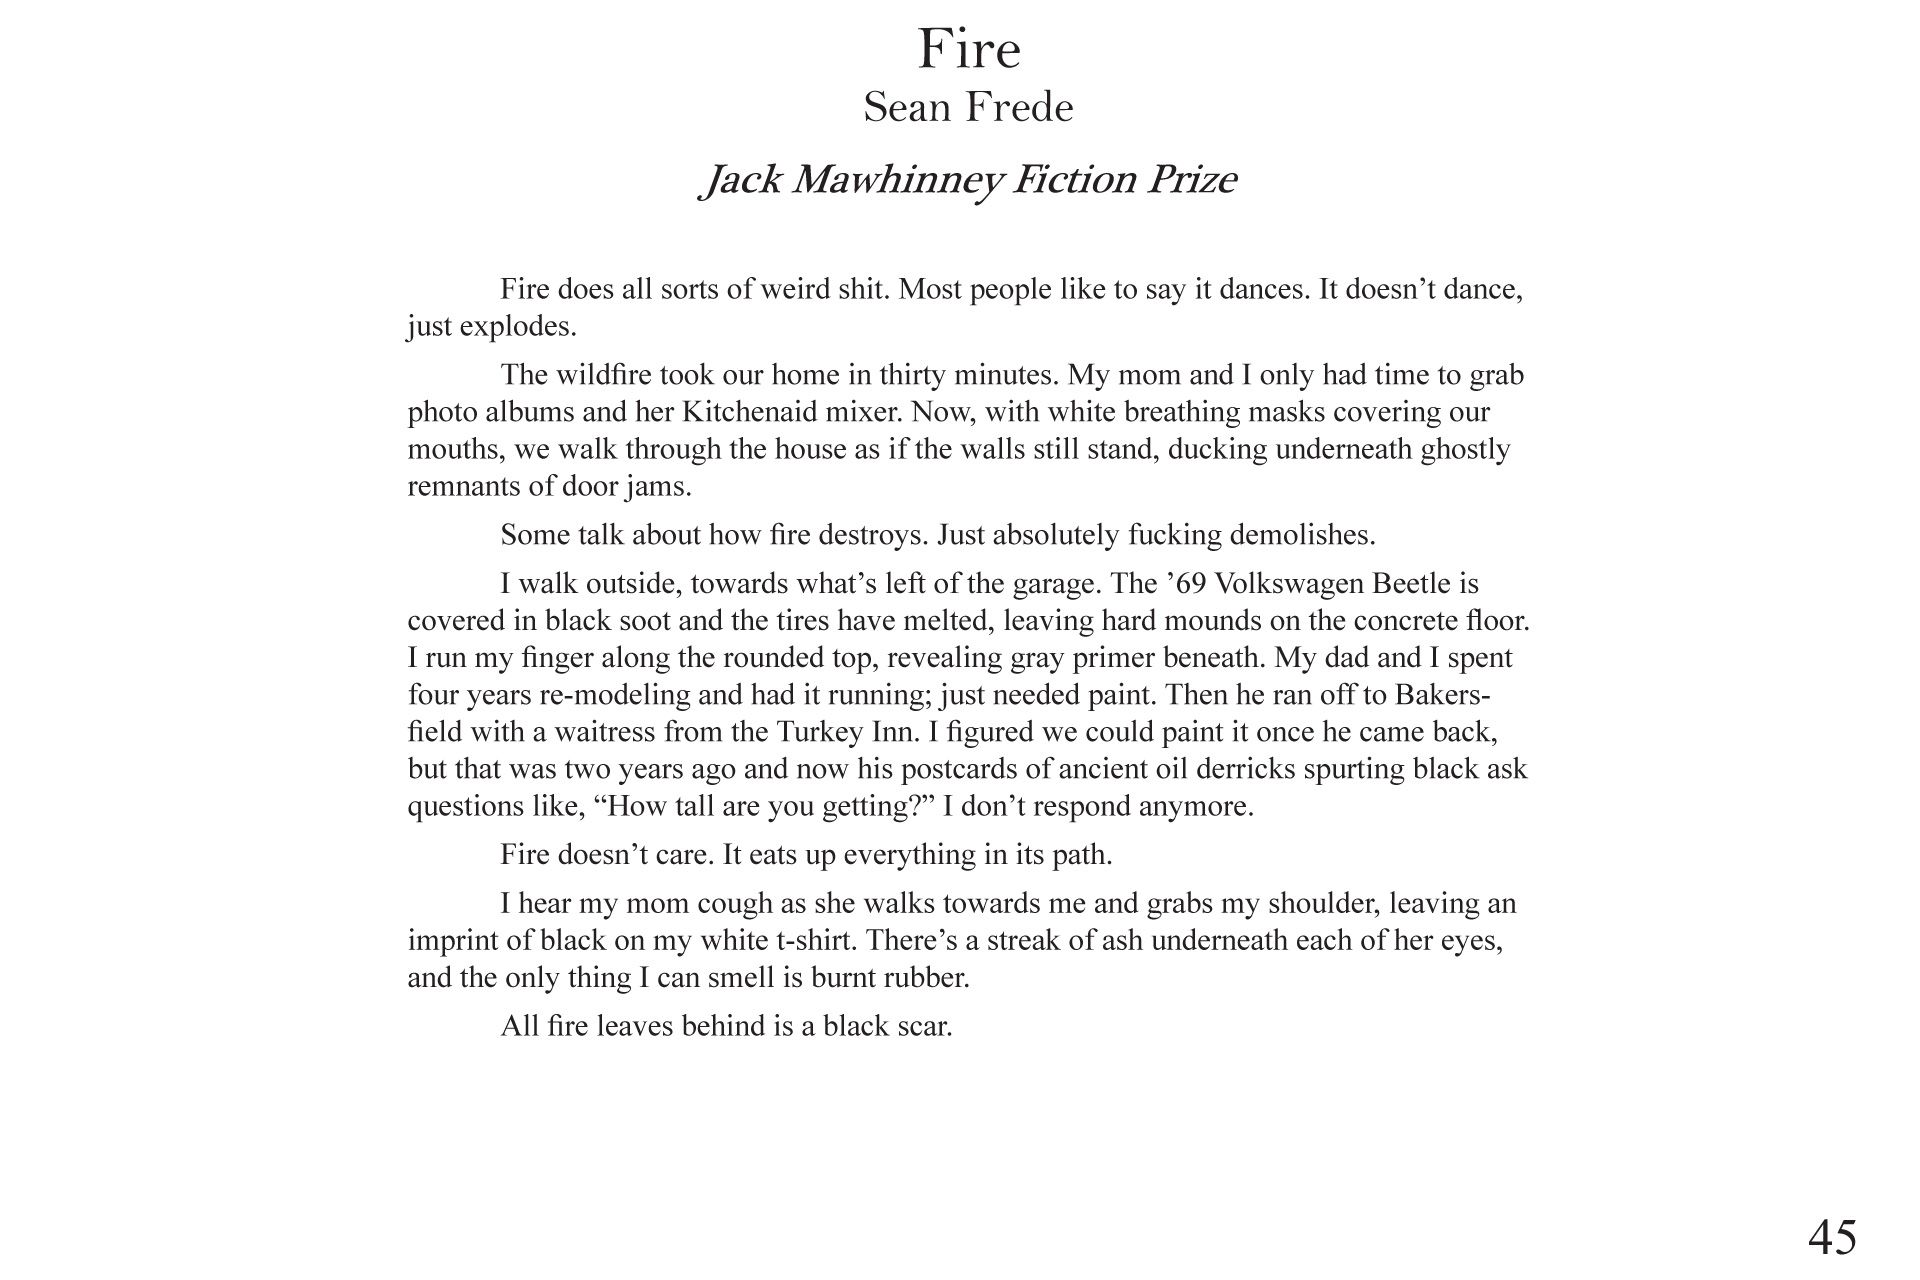 Fire
Sean Frede
Jack Mawhinney Fiction Prize
Fire does all sorts of weird shit. Most people like to say it dances. It doesn’t dance,
just explodes.
The wildfire took our home in thirty minutes. My mom and I only had time to grab
photo albums and her Kitchenaid mixer. Now, with white breathing masks covering our
mouths, we walk through the house as if the walls still stand, ducking underneath ghostly
remnants of door jams.
Some talk about how fire destroys. Just absolutely fucking demolishes.
I walk outside, towards what’s left of the garage. The ’69 Volkswagen Beetle is
covered in black soot and the tires have melted, leaving hard mounds on the concrete floor.
I run my finger along the rounded top, revealing gray primer beneath. My dad and I spent
four years re-modeling and had it running; just needed paint. Then he ran off to Bakers-
field with a waitress from the Turkey Inn. I figured we could paint it once he came back,
but that was two years ago and now his postcards of ancient oil derricks spurting black ask
questions like, “How tall are you getting?” I don’t respond anymore.
Fire doesn’t care. It eats up everything in its path.
I hear my mom cough as she walks towards me and grabs my shoulder, leaving an
imprint of black on my white t-shirt. There’s a streak of ash underneath each of her eyes,
and the only thing I can smell is burnt rubber.
All fire leaves behind is a black scar.
45